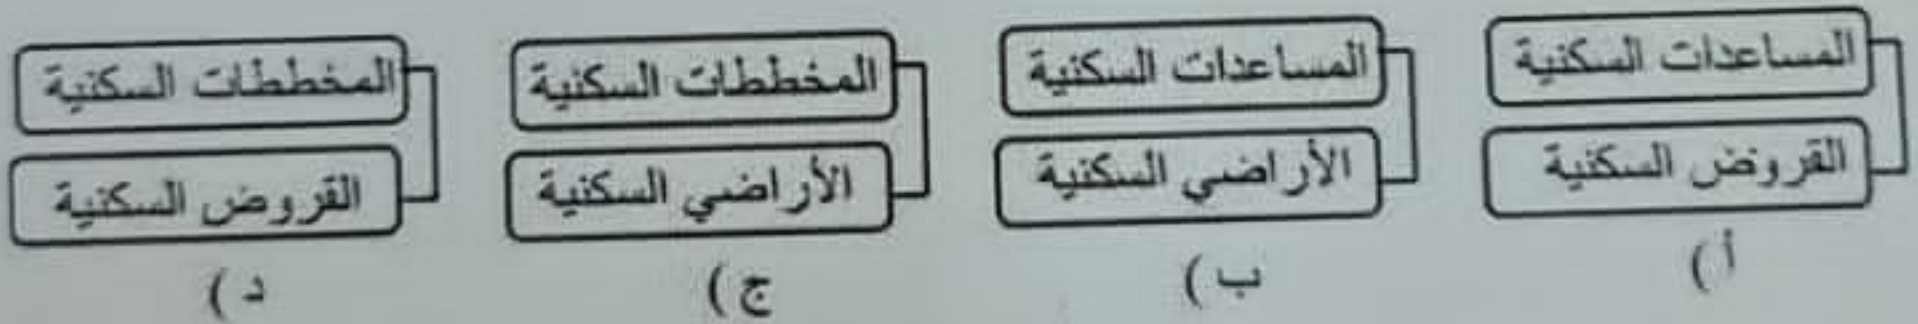 المساعدات السكنية
القروض السكنية
أ )
المساعدات السكنية
الأراضي السكنية
ب )
المخططات السكنية
الأراضي السكنية
ج )
المخططات السكنية
القروض السكنية
د )